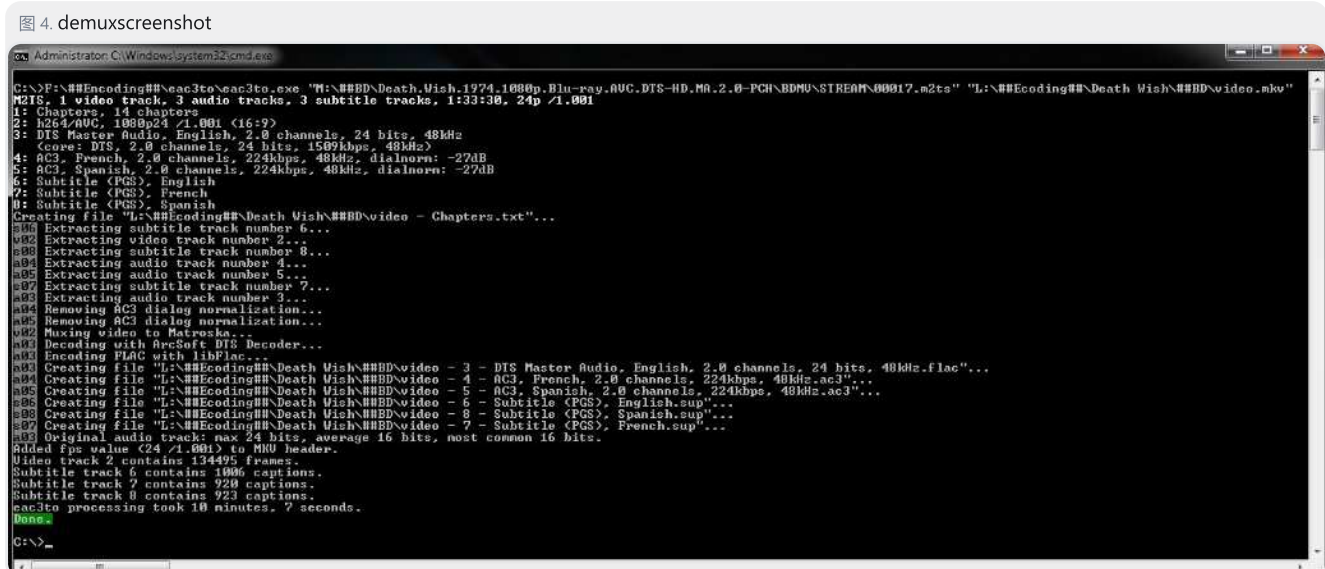 图 4. demuxscreenshot
Administrator: C:\Windows\system32\cmd.exe
C:\>F:\##Encoding##\eac3to\eac3to.exe "M:\##BD\Death.Wish.1974.1080p.Blu-ray.AVC.DTS-HD.MA.2.0-PCH\BDMV\STREAM\00017.m2ts" "L:\##Ecoding##\Death Wish\##BD\video.mkv"
M2TS, 1 video track, 3 audio tracks, 3 subtitle tracks, 1:33:30, 24p /1.001
1: Chapters, 14 chapters
2: h264/AVC, 1080p24 /1.001 (16:9)
3: DTS Master Audio, English, 2.0 channels, 24 bits, 48kHz
(core: DTS, 2.0 channels, 24 bits, 1509kbps, 48kHz)
4: AC3, French, 2.0 channels, 224kbps, 48kHz, dialnorm: -27dB
5: AC3, Spanish, 2.0 channels, 224kbps, 48kHz, dialnorm: -27dB
6: Subtitle (PGS), English
7: Subtitle (PGS), French
8: Subtitle (PGS), Spanish
Creating file "L:\##Ecoding##\Death Wish\##BD\video - Chapters.txt"...
s06 Extracting subtitle track number 6...
v02 Extracting video track number 2...
s08 Extracting subtitle track number 8...
a04 Extracting audio track number 4...
a05 Extracting audio track number 5...
s07 Extracting subtitle track number 7...
a03 Extracting audio track number 3...
a04 Removing AC3 dialog normalization...
a05 Removing AC3 dialog normalization...
v02 Muxing video to Matroska...
a03 Decoding with ArcSoft DTS Decoder...
a03 Encoding FLAC with libFlac...
a03 Creating file "L:\##Ecoding##\Death Wish\##BD\video - 3 - DTS Master Audio, English, 2.0 channels, 24 bits, 48kHz.flac"...
a04 Creating file "L:\##Ecoding##\Death Wish\##BD\video - 4 - AC3, French, 2.0 channels, 224kbps, 48kHz.ac3"...
a05 Creating file "L:\##Ecoding##\Death Wish\##BD\video - 5 - AC3, Spanish, 2.0 channels, 224kbps, 48kHz.ac3"...
s06 Creating file "L:\##Ecoding##\Death Wish\##BD\video - 6 - Subtitle (PGS), English.sup"...
s08 Creating file "L:\##Ecoding##\Death Wish\##BD\video - 8 - Subtitle (PGS), Spanish.sup"...
s07 Creating file "L:\##Ecoding##\Death Wish\##BD\video - 7 - Subtitle (PGS), French.sup"...
a03 Original audio track: max 24 bits, average 16 bits, most common 16 bits.
Added fps value (24 /1.001) to MKV header.
Video track 2 contains 134495 frames.
Subtitle track 6 contains 1006 captions.
Subtitle track 7 contains 920 captions.
Subtitle track 8 contains 923 captions.
eac3to processing took 10 minutes, 7 seconds.
Done.
C:\>_